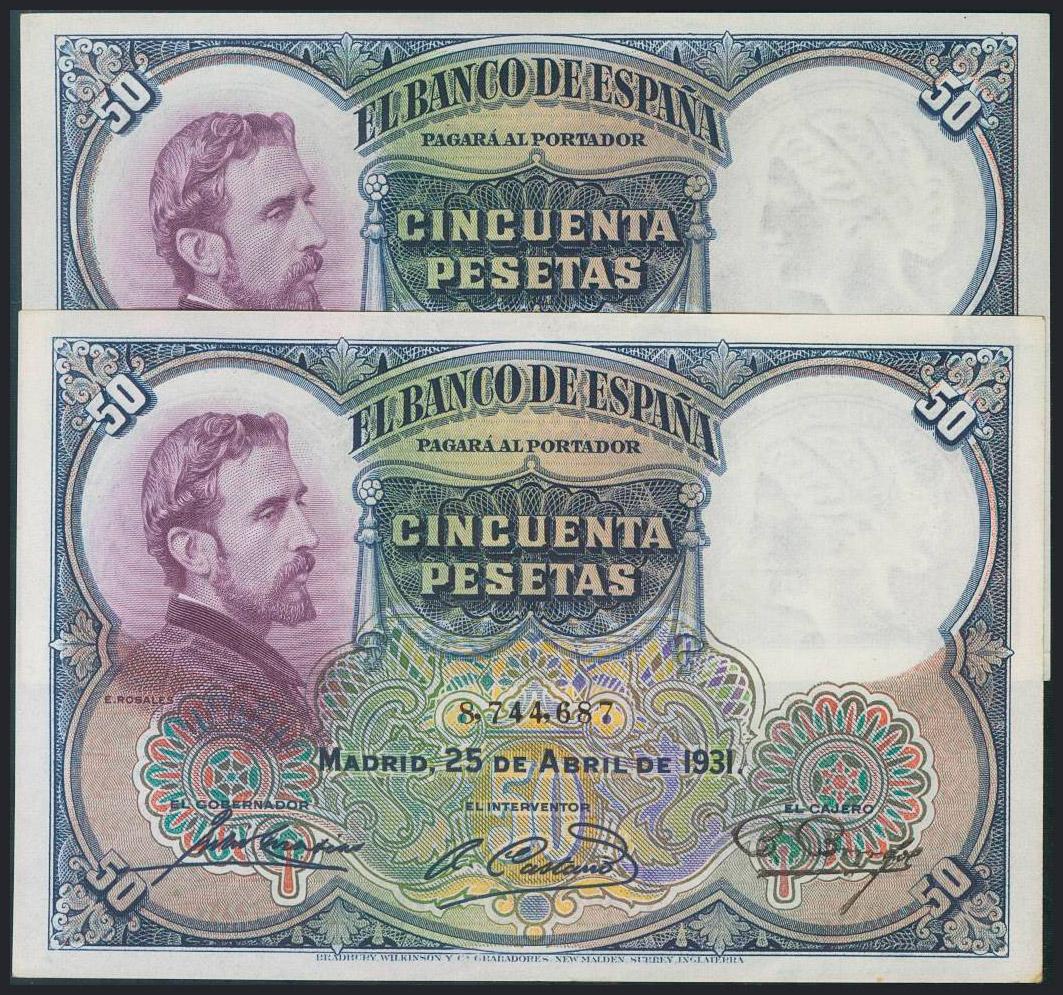 50 50
EL BANCO DE ESPAÑA
PAGARÁ AL PORTADOR
CINCUENTA
PESETAS
50 50
EL BANCO DE ESPAÑA
PAGARÁ AL PORTADOR
CINCUENTA
PESETAS
E. ROSALES
8,744,687
MADRID, 25 DE ABRIL DE 1931.
50
EL GOBERNADOR EL INTERVENTOR EL CAJERO
50 50
BRADBURY, WILKINSON Y Cª GRABADORES. NEW MALDEN, SURREY, INGLATERRA